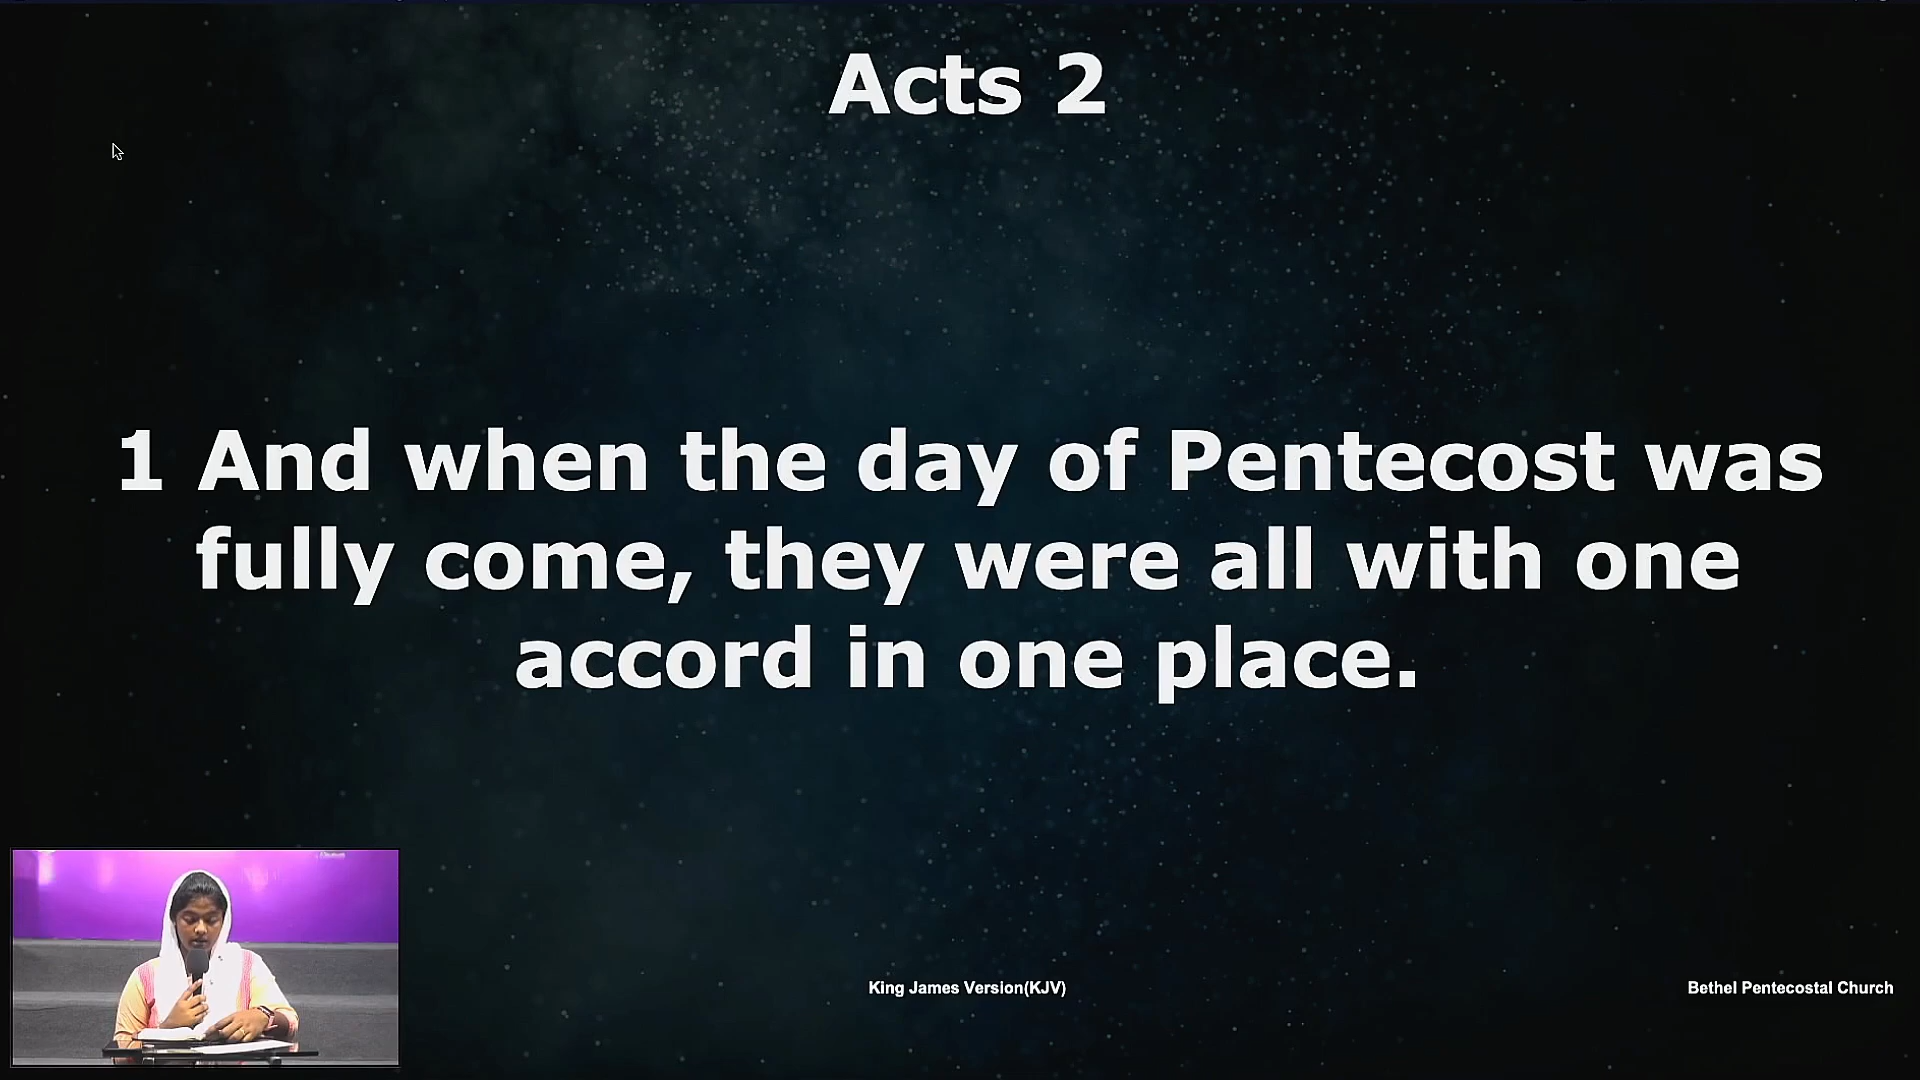 Acts 2
1 And when the day of Pentecost was
fully come, they were all with one
accord in one place.
King James Version(KJV)
Bethel Pentecostal Church